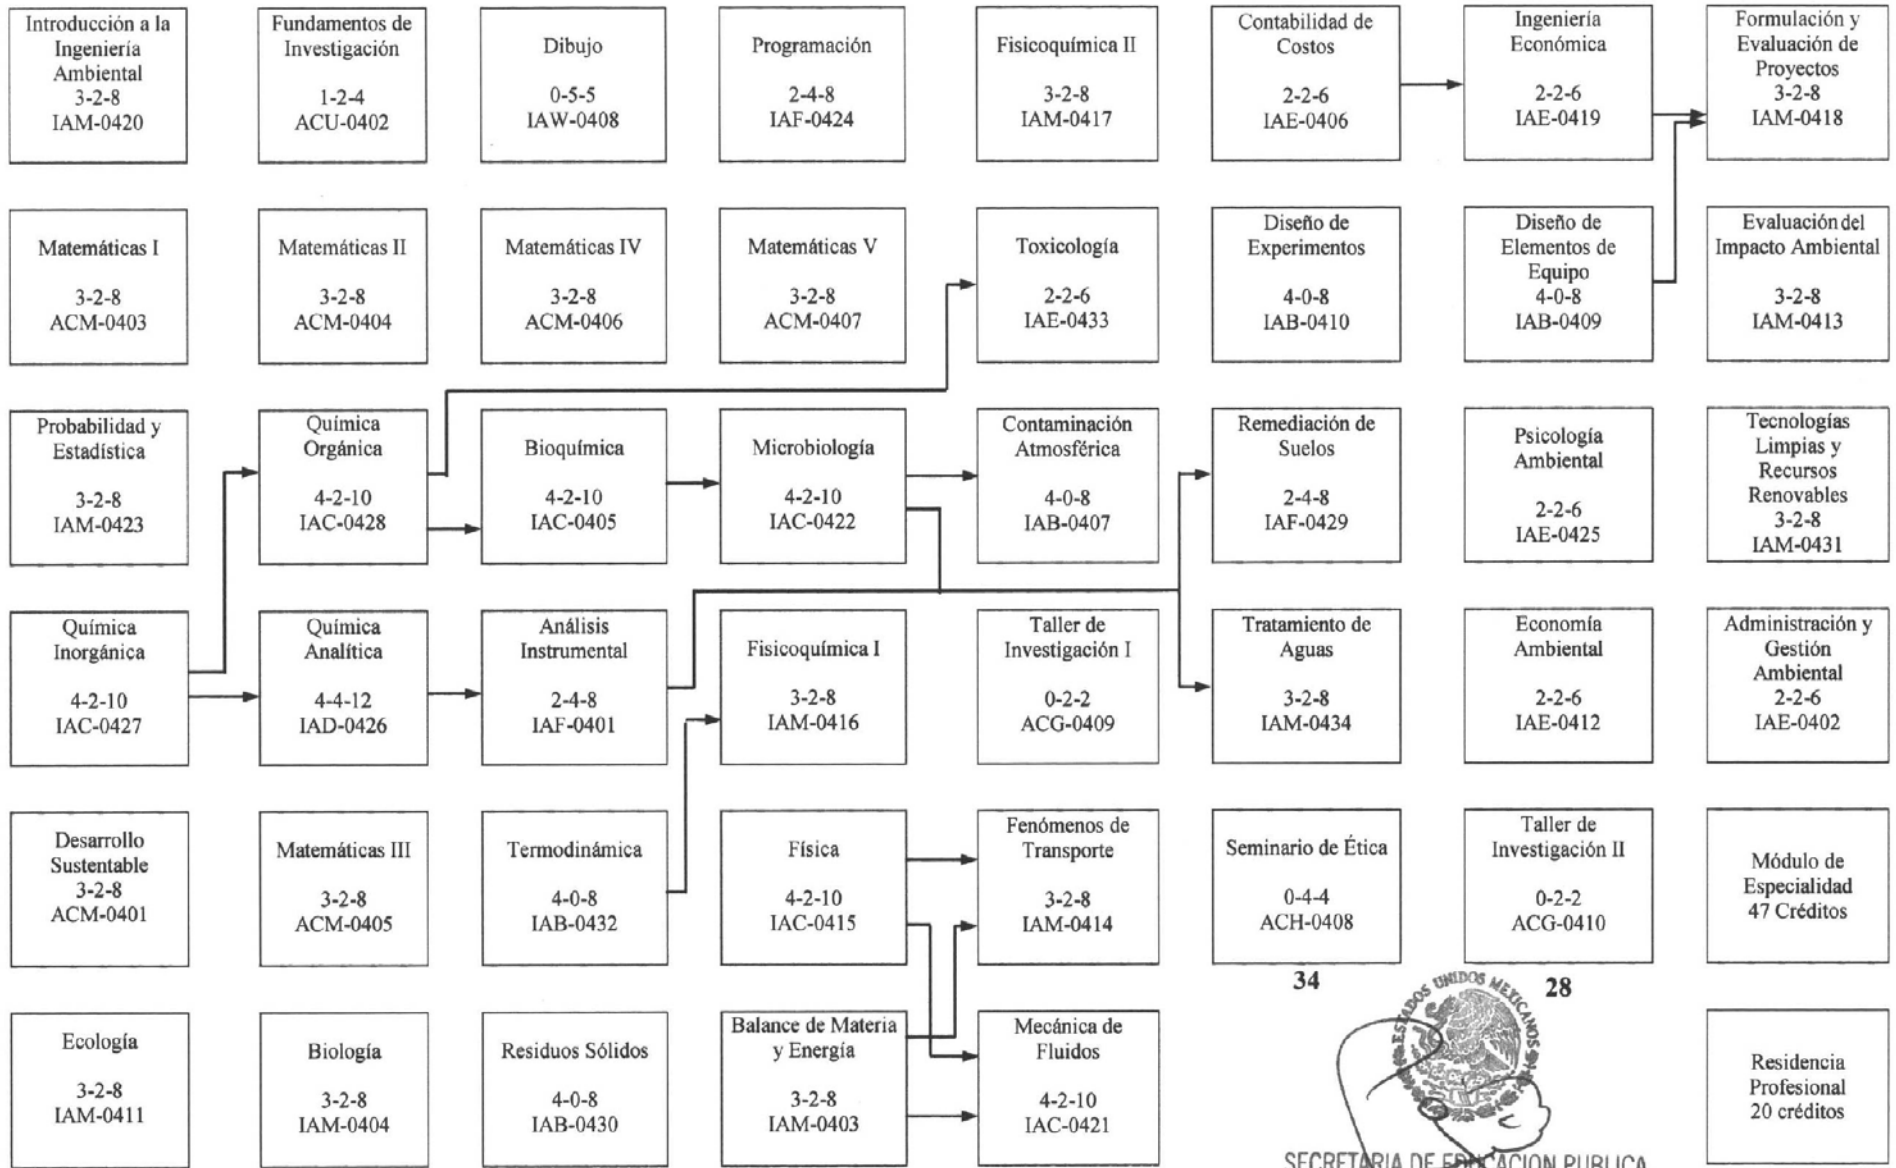 Introducción a la
Ingeniería
Ambiental
3-2-8
IAM-0420
Fundamentos de
Investigación
1-2-4
ACU-0402
Dibujo
0-5-5
IAW-0408
Programación
2-4-8
IAF-0424
Fisicoquímica II
3-2-8
IAM-0417
Contabilidad de
Costos
2-2-6
IAE-0406
Ingeniería
Económica
2-2-6
IAE-0419
Formulación y
Evaluación de
Proyectos
3-2-8
IAM-0418
Matemáticas I
3-2-8
ACM-0403
Matemáticas II
3-2-8
ACM-0404
Matemáticas IV
3-2-8
ACM-0406
Matemáticas V
3-2-8
ACM-0407
Toxicología
2-2-6
IAE-0433
Diseño de
Experimentos
4-0-8
IAB-0410
Diseño de
Elementos de
Equipo
4-0-8
IAB-0409
Evaluación del
Impacto Ambiental
3-2-8
IAM-0413
Probabilidad y
Estadística
3-2-8
IAM-0423
Química
Orgánica
4-2-10
IAC-0428
Bioquímica
4-2-10
IAC-0405
Microbiología
4-2-10
IAC-0422
Contaminación
Atmosférica
4-0-8
IAB-0407
Remediación de
Suelos
2-4-8
IAF-0429
Psicología
Ambiental
2-2-6
IAE-0425
Tecnologías
Limpias y
Recursos
Renovables
3-2-8
IAM-0431
Química
Inorgánica
4-2-10
IAC-0427
Química
Analítica
4-4-12
IAD-0426
Análisis
Instrumental
2-4-8
IAF-0401
Fisicoquímica I
3-2-8
IAM-0416
Taller de
Investigación I
0-2-2
ACG-0409
Tratamiento de
Aguas
3-2-8
IAM-0434
Economía
Ambiental
2-2-6
IAE-0412
Administración y
Gestión
Ambiental
2-2-6
IAE-0402
Desarrollo
Sustentable
3-2-8
ACM-0401
Matemáticas III
3-2-8
ACM-0405
Termodinámica
4-0-8
IAB-0432
Física
4-2-10
IAC-0415
Fenómenos de
Transporte
3-2-8
IAM-0414
Seminario de Ética
0-4-4
ACH-0408
34
Taller de
Investigación II
0-2-2
ACG-0410
28
Módulo de
Especialidad
47 Créditos
Ecología
3-2-8
IAM-0411
Biología
3-2-8
IAM-0404
Residuos Sólidos
4-0-8
IAB-0430
Balance de Materia
y Energía
3-2-8
IAM-0403
Mecánica de
Fluidos
4-2-10
IAC-0421
ESTADOS UNIDOS MEXICANOS
SECRETARIA DE EDUCACION PUBLICA
Residencia
Profesional
20 créditos